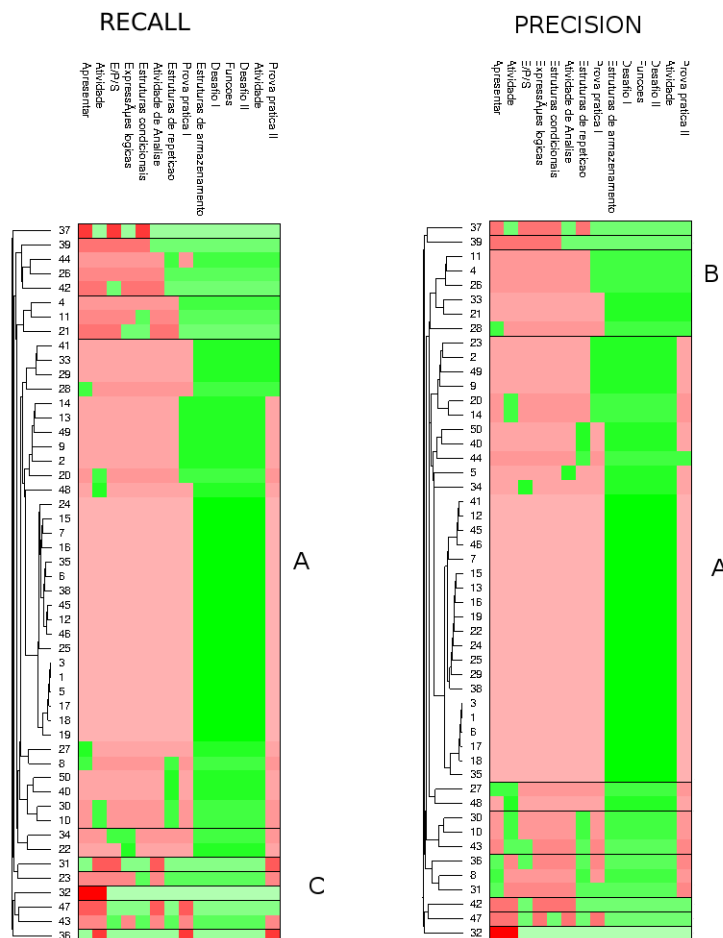 RECALL
Apresentar
Atividade
E/P/S
ExpressÃµes logicas
Estruturas condicionais
Atividade de Analise
Estruturas de repeticao
Prova pratica I
Estruturas de armazenamento
Desafio I
Funcoes
Desafio II
Atividade
Prova pratica II
37
39
44
26
42
4
11
21
41
33
29
28
14
13
49
9
2
20
48
24
15
7
16
35
6
38
45
12
46
25
3
1
5
17
18
19
27
8
50
40
30
10
34
22
31
23
32
47
43
36
A
C
PRECISION
Apresentar
Atividade
E/P/S
ExpressÃµes logicas
Estruturas condicionais
Atividade de Analise
Estruturas de repeticao
Prova pratica I
Estruturas de armazenamento
Desafio I
Funcoes
Desafio II
Atividade
Prova pratica II
37
39
11
4
26
33
21
28
23
2
49
9
20
14
50
40
44
5
34
41
12
45
46
7
15
13
16
19
22
24
25
29
38
3
1
6
17
18
35
27
48
30
10
43
36
8
31
42
47
32
B
A